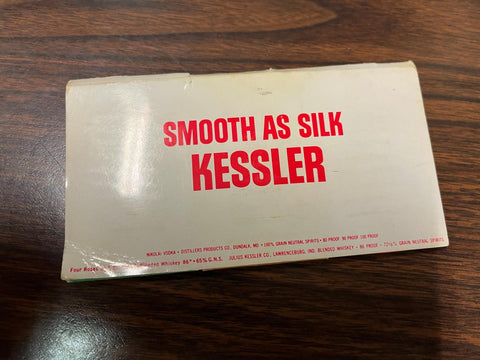 SMOOTH AS SILK
KESSLER
NIKOLAI VODKA • DISTILLERS PRODUCTS CO., DUNDALK, MD • 100% GRAIN NEUTRAL SPIRITS • 80 PROOF 90 PROOF 100 PROOF
Four Roses Whiskey 86° • 65% G.N.S. JULIUS KESSLER CO., LAWRENCEBURG, IND. BLENDED WHISKEY - 86 PROOF - 72½% GRAIN NEUTRAL SPIRITS